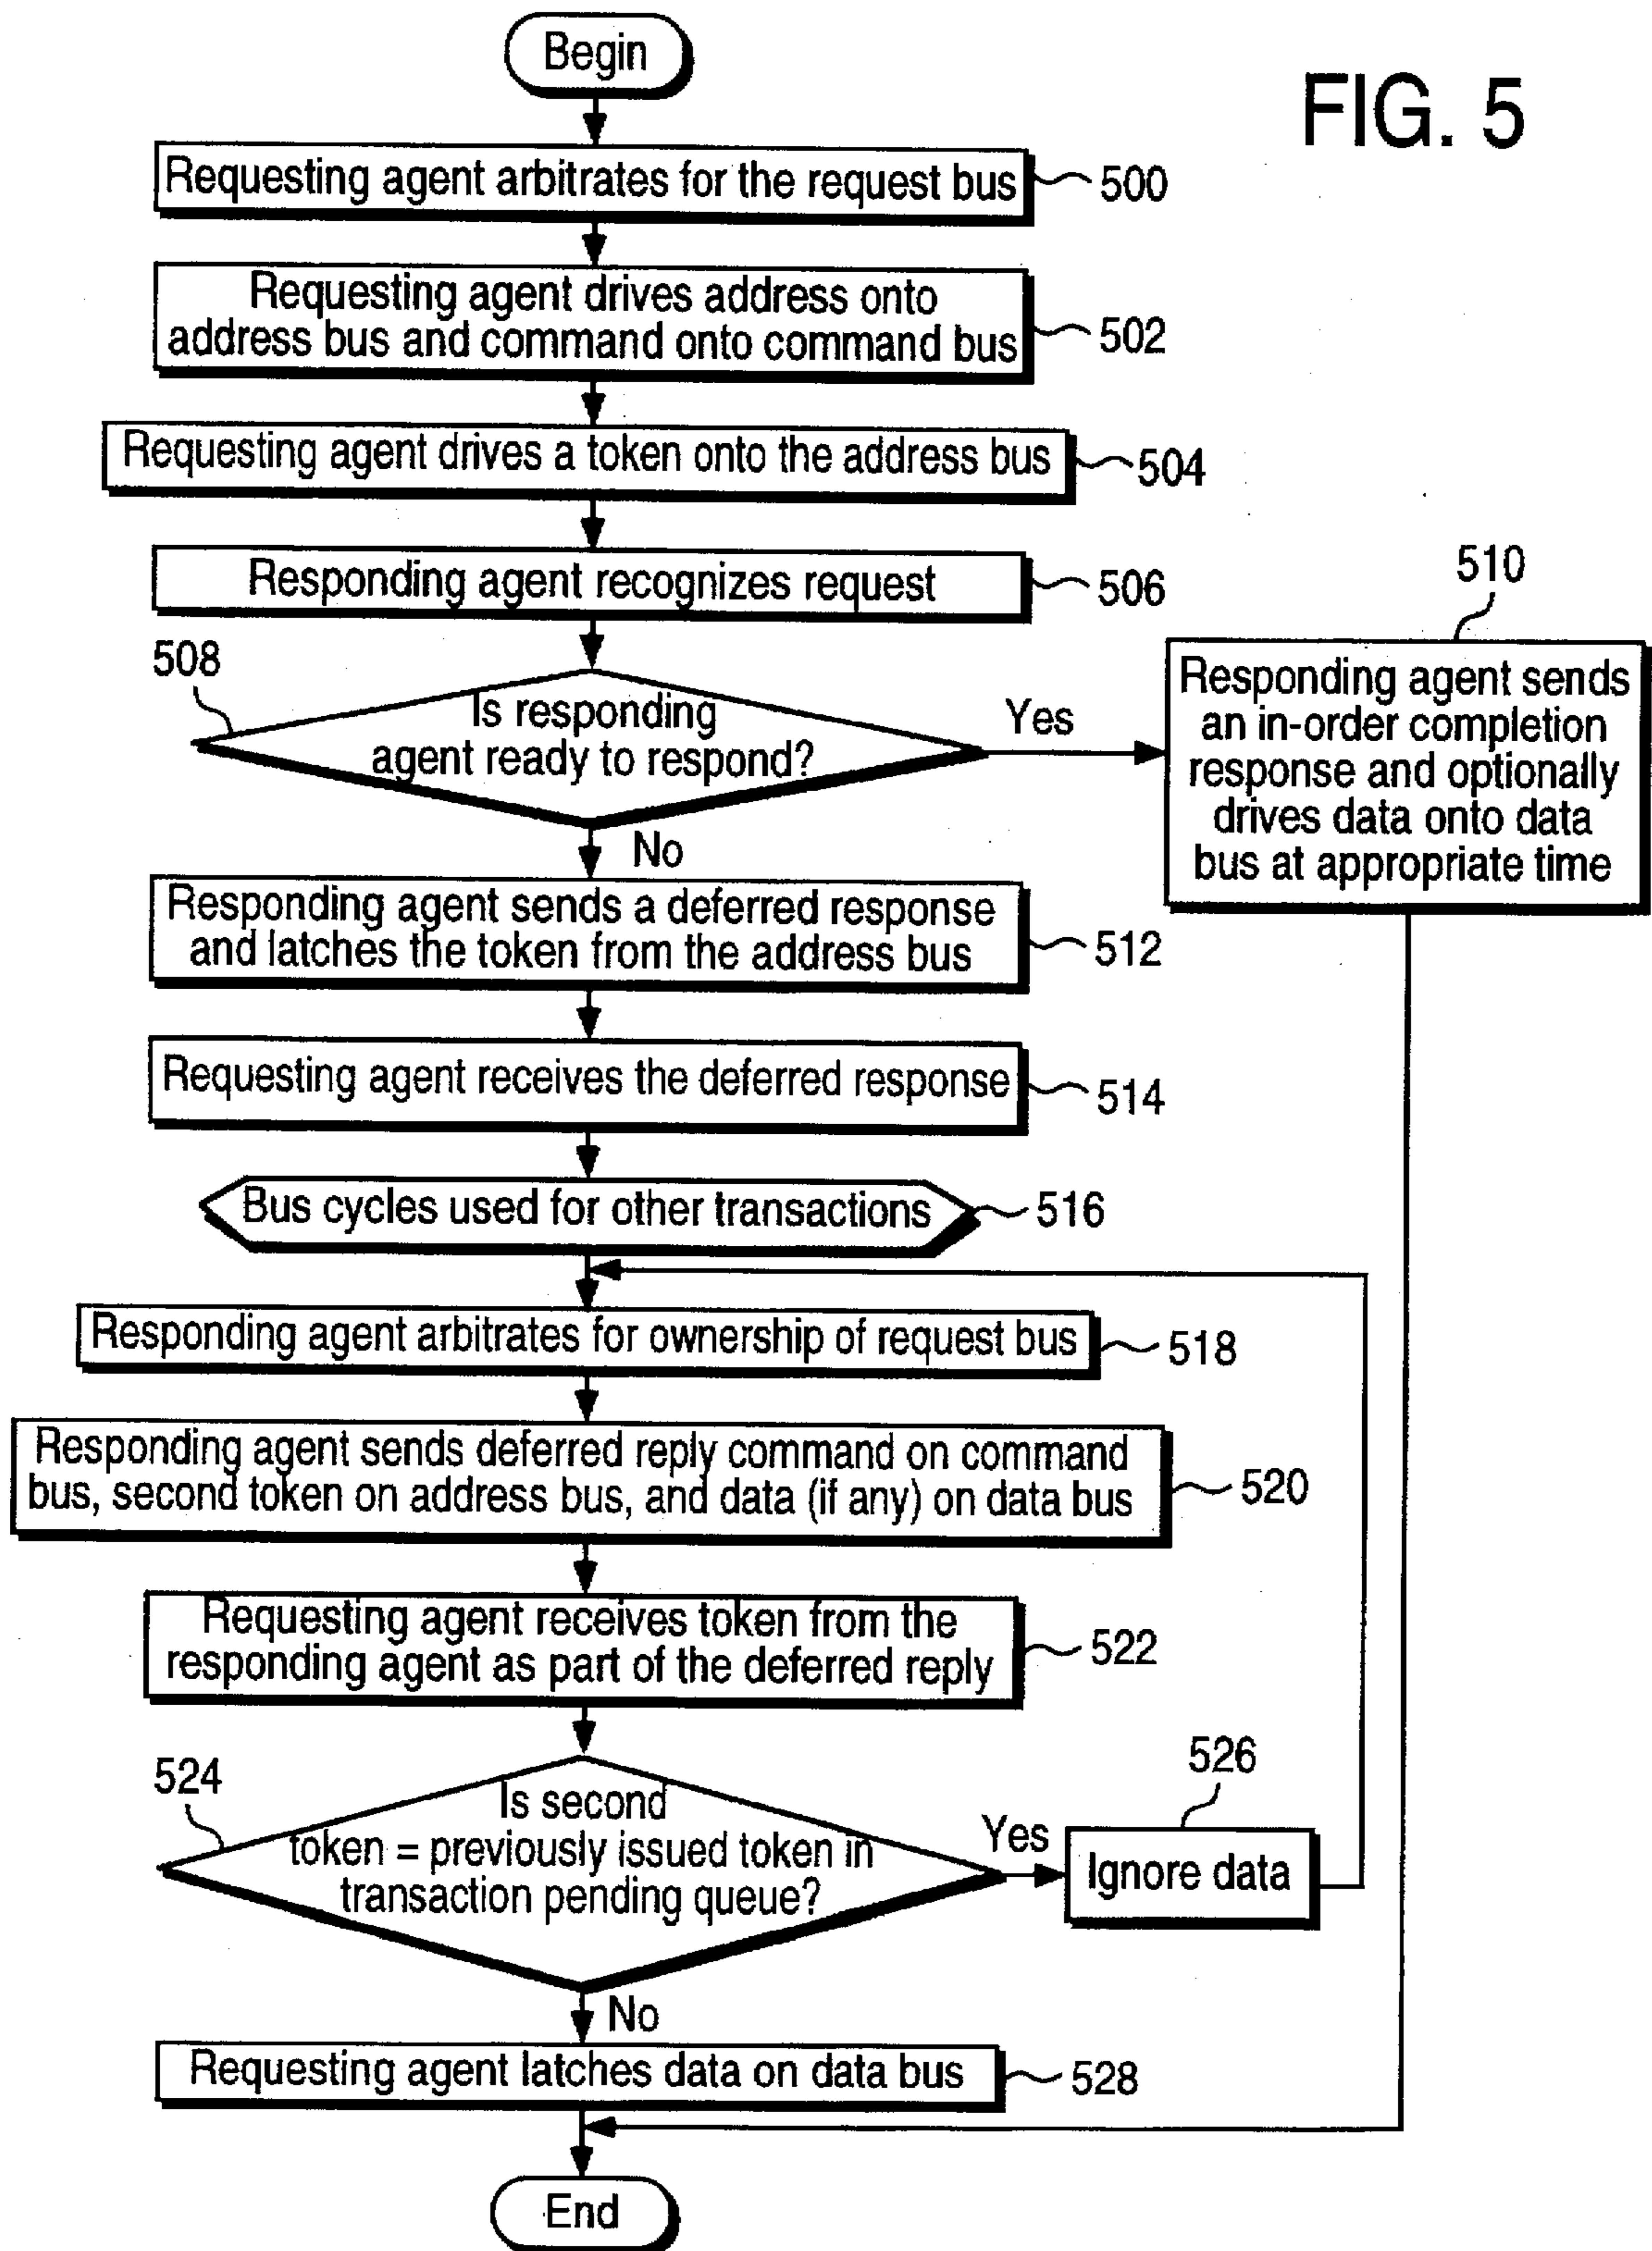 Begin
FIG. 5
Requesting agent arbitrates for the request bus
500
Requesting agent drives address onto
address bus and command onto command bus
502
Requesting agent drives a token onto the address bus
504
Responding agent recognizes request
506
508
Is responding
agent ready to respond?
Yes
510
Responding agent sends
an in-order completion
response and optionally
drives data onto data
bus at appropriate time
No
Responding agent sends a deferred response
and latches the token from the address bus
512
Requesting agent receives the deferred response
514
Bus cycles used for other transactions
516
Responding agent arbitrates for ownership of request bus
518
Responding agent sends deferred reply command on command
bus, second token on address bus, and data (if any) on data bus
520
Requesting agent receives token from the
responding agent as part of the deferred reply
522
524
Is second
token = previously issued token in
transaction pending queue?
Yes
526
Ignore data
No
Requesting agent latches data on data bus
528
End